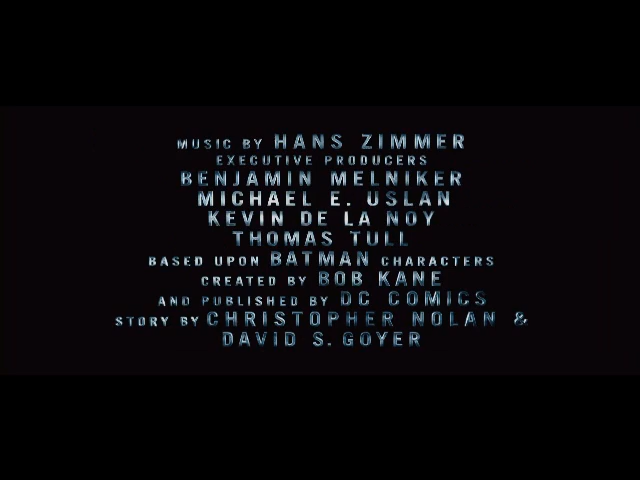 MUSIC BY HANS ZIMMER
EXECUTIVE PRODUCERS
BENJAMIN MELNIKER
MICHAEL E. USLAN
KEVIN DE LA NOY
THOMAS TULL
BASED UPON BATMAN CHARACTERS
CREATED BY BOB KANE
AND PUBLISHED BY DC COMICS
STORY BY CHRISTOPHER NOLAN &
DAVID S. GOYER